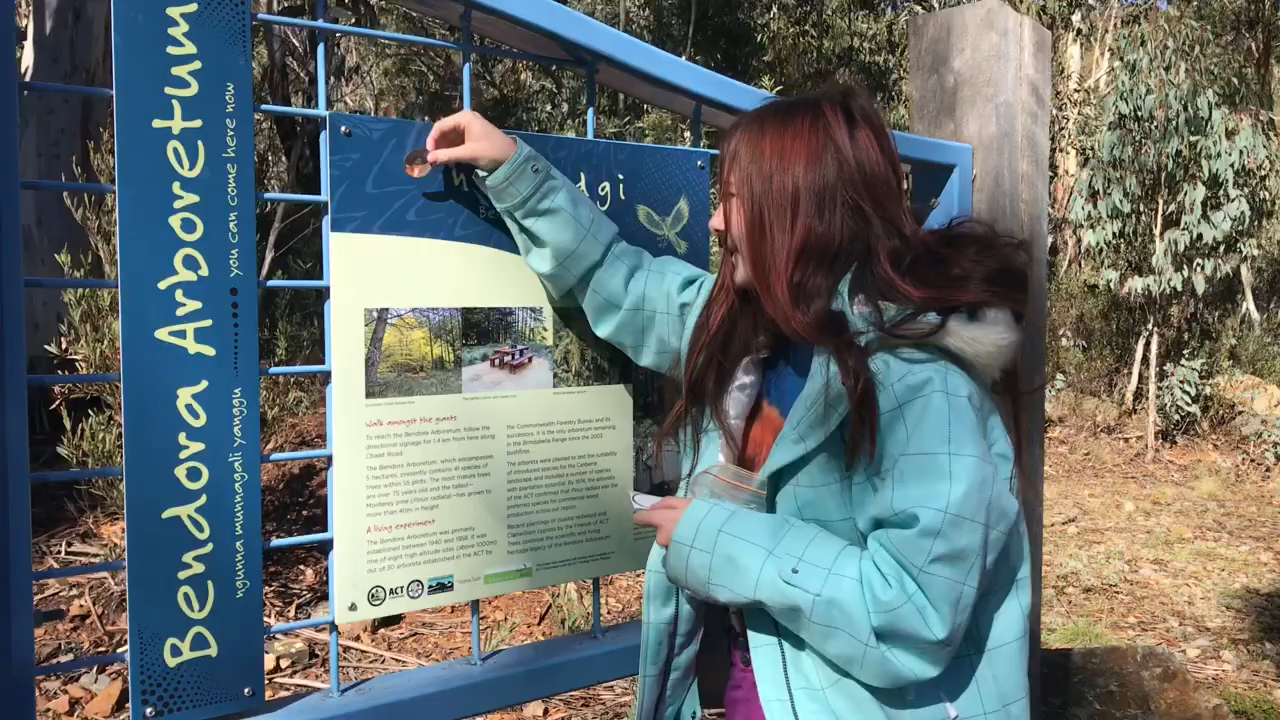 Bendora Arboretum
ngunna munnagali yanggu •••••••• you can come here now
Walk amongst the giants
To reach the Bendora Arboretum, follow the
directional signage for 1.4 km from here along
Chalet Road.
The Bendora Arboretum, which encompasses
5 hectares, presently contains 41 species of
trees within 55 plots. The most mature trees
are over 75 years old and the tallest –
Monterey pine (Pinus radiata) – has grown to
more than 40m in height.
A living experiment
The Bendora Arboretum was primarily
established between 1940 and 1958. It was
one of eight high altitude sites (above 1000m)
out of 30 arboreta established in the ACT by
the Commonwealth Forestry Bureau and its
successors. It is the only arboretum remaining
in the Brindabella Range since the 2003
bushfires.
The arboreta were planted to test the suitability
of introduced species for the Canberra
landscape, and included a number of species
with plantation potential. By 1974, the arboreta
of the ACT confirmed that Pinus radiata was the
preferred species for commercial wood
production across our region.
Recent plantings of coastal redwood and
Clanwilliam cypress by the Friends of ACT
Trees continue the scientific and living
heritage legacy of the Bendora Arboretum.
ACT